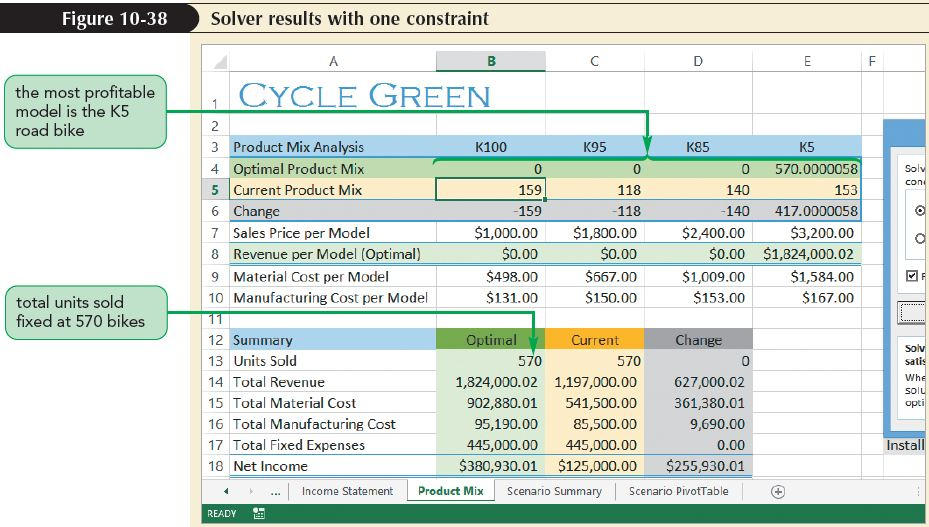 Figure 10-38 Solver results with one constraint
the most profitable
model is the K5
road bike
total units sold
fixed at 570 bikes
A B C D E F
1 CYCLE GREEN
2
3 Product Mix Analysis K100 K95 K85 K5
4 Optimal Product Mix 0 0 0 570.0000058
5 Current Product Mix 159 118 140 153
6 Change -159 -118 -140 417.0000058
7 Sales Price per Model $1,000.00 $1,800.00 $2,400.00 $3,200.00
8 Revenue per Model (Optimal) $0.00 $0.00 $0.00 $1,824,000.02
9 Material Cost per Model $498.00 $667.00 $1,009.00 $1,584.00
10 Manufacturing Cost per Model $131.00 $150.00 $153.00 $167.00
11
12 Summary Optimal Current Change
13 Units Sold 570 570 0
14 Total Revenue 1,824,000.02 1,197,000.00 627,000.02
15 Total Material Cost 902,880.01 541,500.00 361,380.01
16 Total Manufacturing Cost 95,190.00 85,500.00 9,690.00
17 Total Fixed Expenses 445,000.00 445,000.00 0.00
18 Net Income $380,930.01 $125,000.00 $255,930.01
Solv
con
F
Solv
satis
Whe
solu
opti
Install
... Income Statement Product Mix Scenario Summary Scenario PivotTable
READY